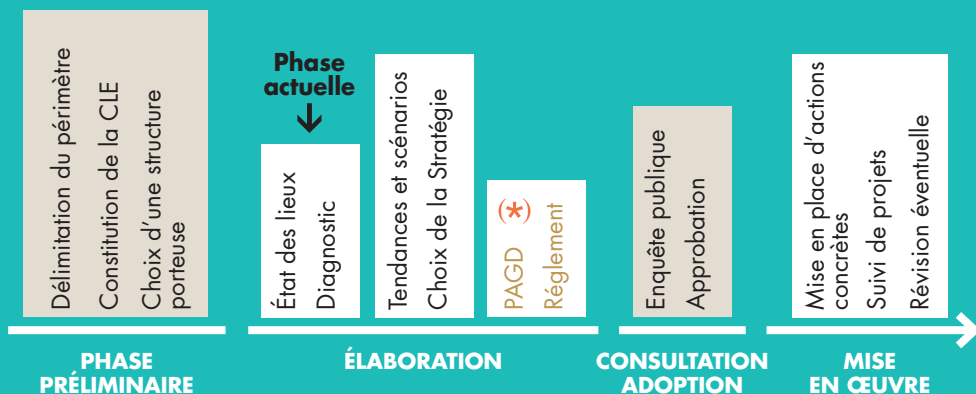 Délimitation du périmètre
Constitution de la CLE
Choix d'une structure
porteuse
Phase
actuelle
État des lieux
Diagnostic
Tendances et scénarios
Choix de la Stratégie
PAGD (*)
Réglement
Enquête publique
Approbation
Mise en place d'actions
concrètes
Suivi de projets
Révision éventuelle
PHASE
PRÉLIMINAIRE
ÉLABORATION
CONSULTATION
ADOPTION
MISE
EN ŒUVRE